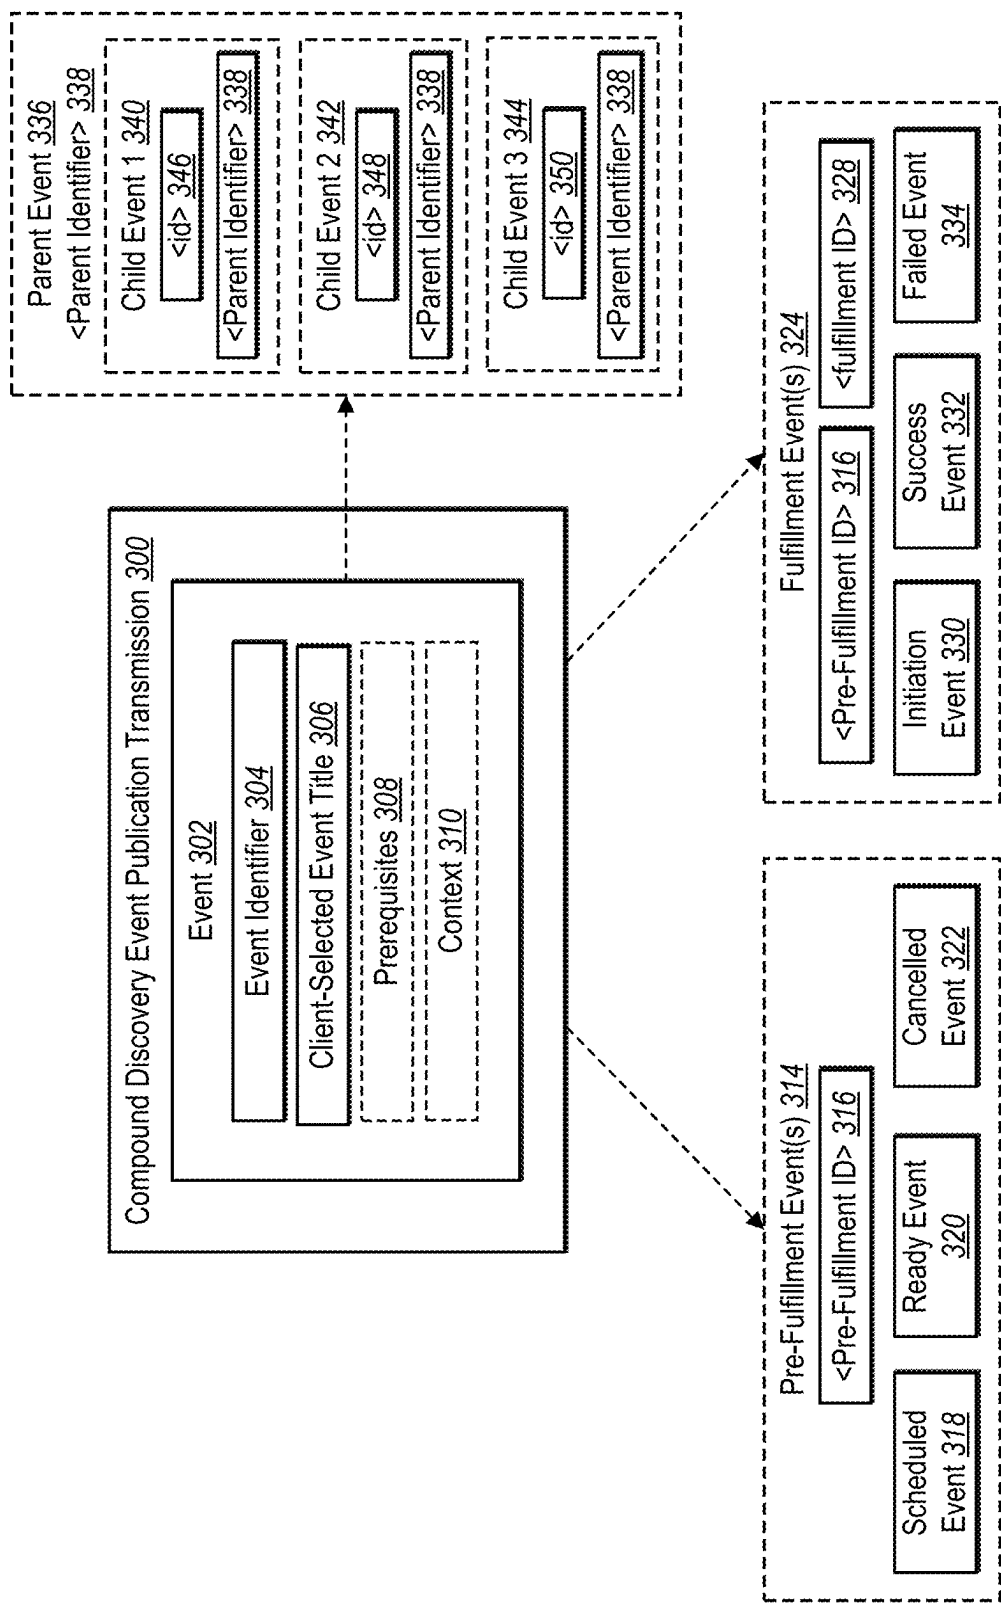 Compound Discovery Event Publication Transmission 300
Event 302
Event Identifier 304
Client-Selected Event Title 306
Prerequisites 308
Context 310
Parent Event 336
<Parent Identifier> 338
Child Event 1 340
<id> 346
<Parent Identifier> 338
Child Event 2 342
<id> 348
<Parent Identifier> 338
Child Event 3 344
<id> 350
<Parent Identifier> 338
Pre-Fulfillment Event(s) 314
<Pre-Fulfillment ID> 316
Scheduled
Event 318
Ready Event
320
Cancelled
Event 322
Fulfillment Event(s) 324
<Pre-Fulfillment ID> 316
<fulfillment ID> 328
Initiation
Event 330
Success
Event 332
Failed Event
334